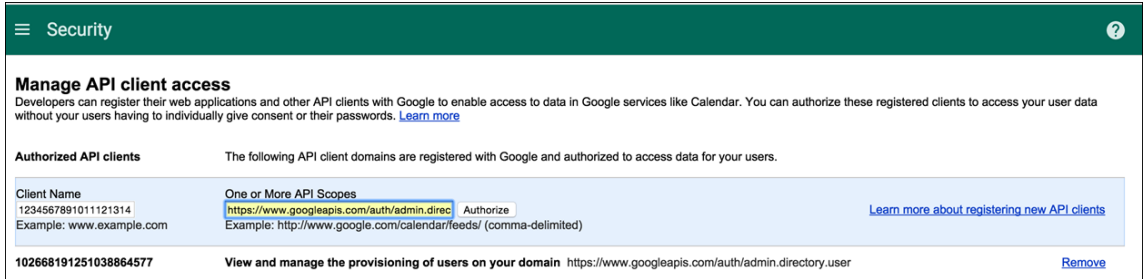 Security
Manage API client access
Developers can register their web applications and other API clients with Google to enable access to data in Google services like Calendar. You can authorize these registered clients to access your user data
without your users having to individually give consent or their passwords. Learn more
Authorized API clients The following API client domains are registered with Google and authorized to access data for your users.
Client Name One or More API Scopes
1234567891011121314 https://www.googleapis.com/auth/admin.direc Authorize Learn more about registering new API clients
Example: www.example.com Example: http://www.google.com/calendar/feeds/ (comma-delimited)
102668191251038864577 View and manage the provisioning of users on your domain https://www.googleapis.com/auth/admin.directory.user Remove